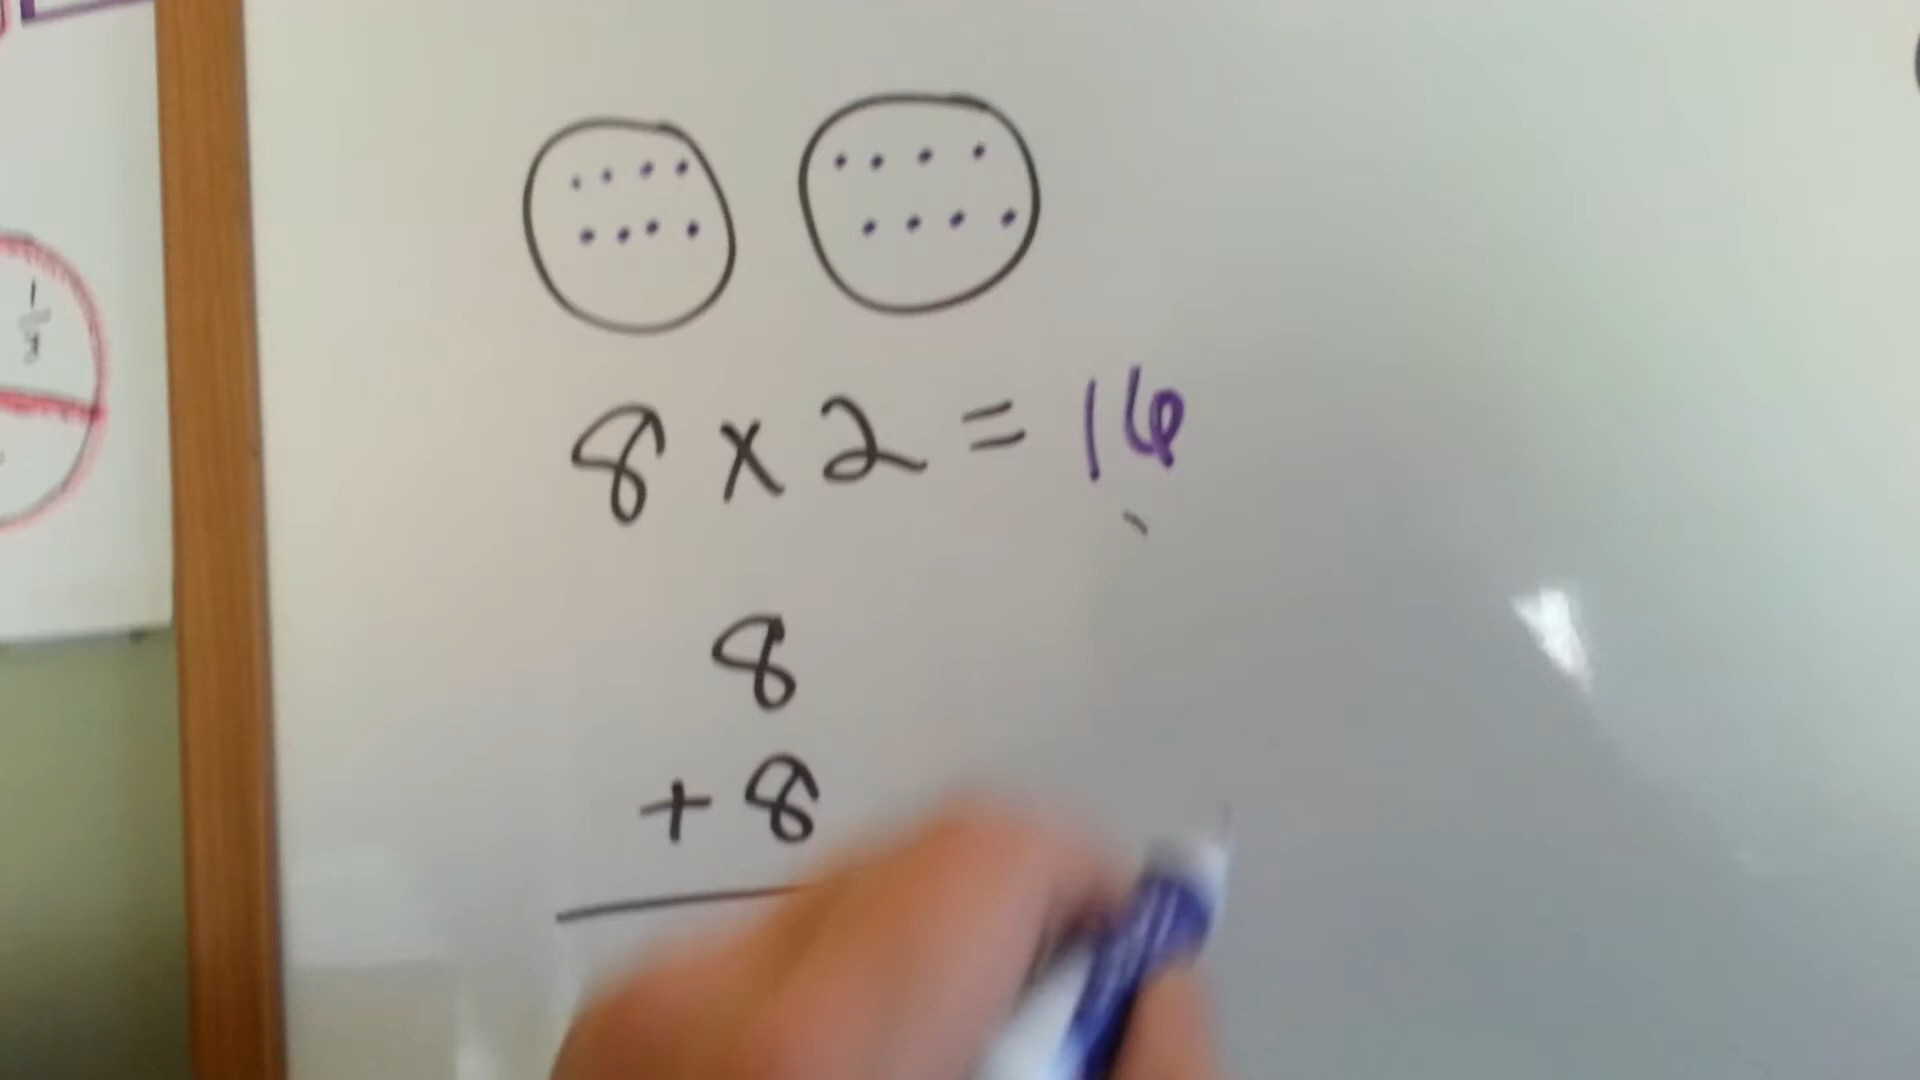 8 x 2 = 16
8
+ 8